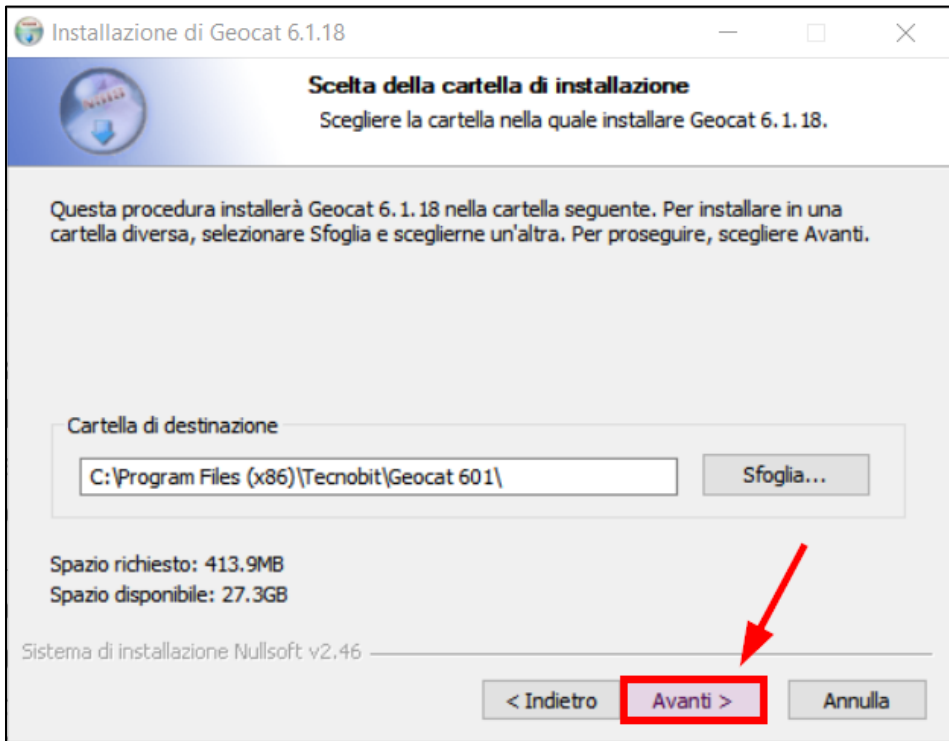 Installazione di Geocat 6.1.18
Scelta della cartella di installazione
Scegliere la cartella nella quale installare Geocat 6.1.18.
Questa procedura installerà Geocat 6.1.18 nella cartella seguente. Per installare in una
cartella diversa, selezionare Sfoglia e sceglierne un'altra. Per proseguire, scegliere Avanti.
Cartella di destinazione
C:\Program Files (x86)\Tecnobit\Geocat 601\
Sfoglia...
Spazio richiesto: 413.9MB
Spazio disponibile: 27.3GB
Sistema di installazione Nullsoft v2.46
< Indietro
Avanti >
Annulla